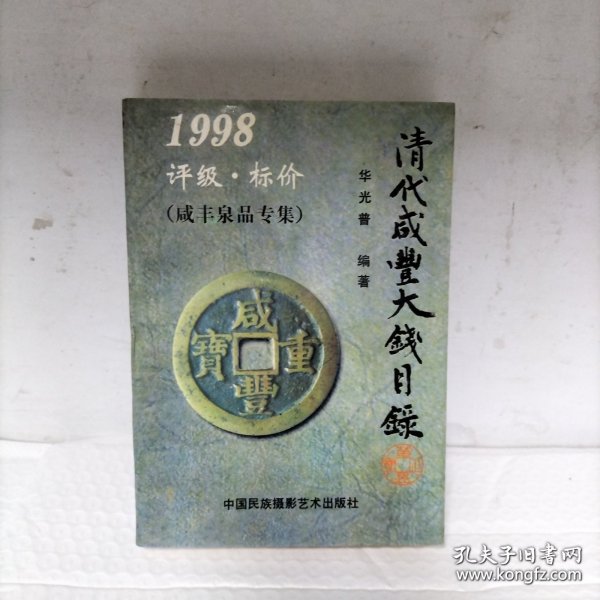 1998
评级·标价
(咸丰泉品专集)
清代咸豐大錢目錄
华光普 编著
咸豐重寶
中国民族摄影艺术出版社
孔夫子旧书网
www.kongfz.com